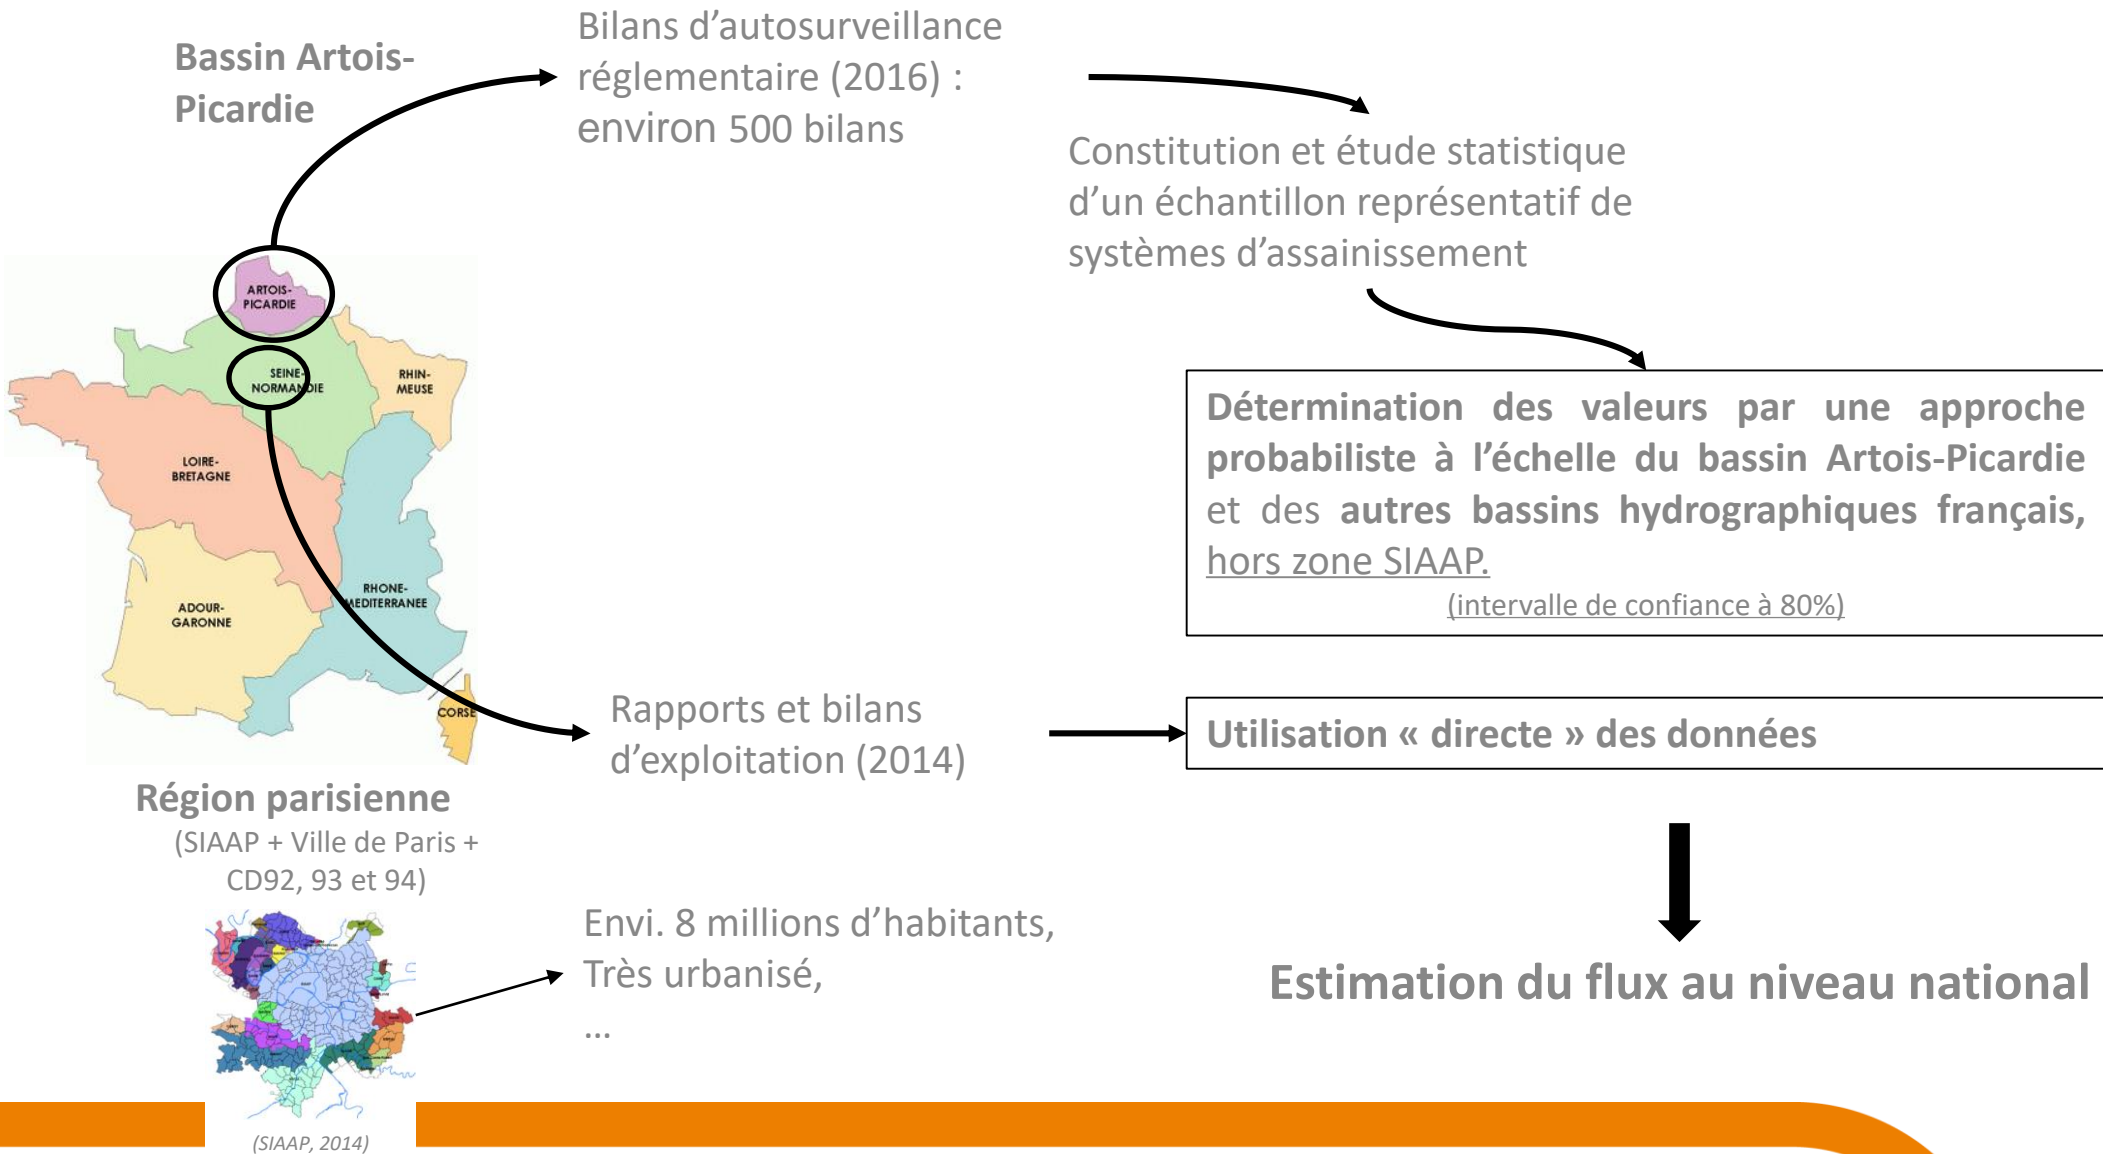 Bassin Artois-
Picardie
Bilans d’autosurveillance
réglementaire (2016) :
environ 500 bilans
Constitution et étude statistique
d’un échantillon représentatif de
systèmes d’assainissement
ARTOIS-
PICARDIE
SEINE-
NORMANDIE
RHIN-
MEUSE
LOIRE-
BRETAGNE
RHONE-
MEDITERRANEE
ADOUR-
GARONNE
CORSE
Détermination des valeurs par une approche
probabiliste à l’échelle du bassin Artois-Picardie
et des autres bassins hydrographiques français,
hors zone SIAAP.
(intervalle de confiance à 80%)
Rapports et bilans
d’exploitation (2014)
Utilisation « directe » des données
Région parisienne
(SIAAP + Ville de Paris +
CD92, 93 et 94)
Envi. 8 millions d’habitants,
Très urbanisé,
...
Estimation du flux au niveau national
(SIAAP, 2014)